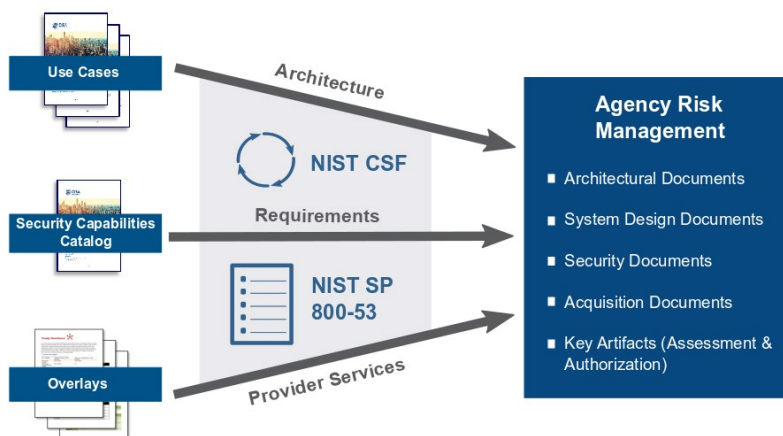 Use Cases
Architecture
Agency Risk
Management
NIST CSF
Architectural Documents
Security Capabilities
Catalog
Requirements
System Design Documents
Security Documents
NIST SP
800-53
Acquisition Documents
Key Artifacts (Assessment &
Authorization)
Overlays
Provider Services